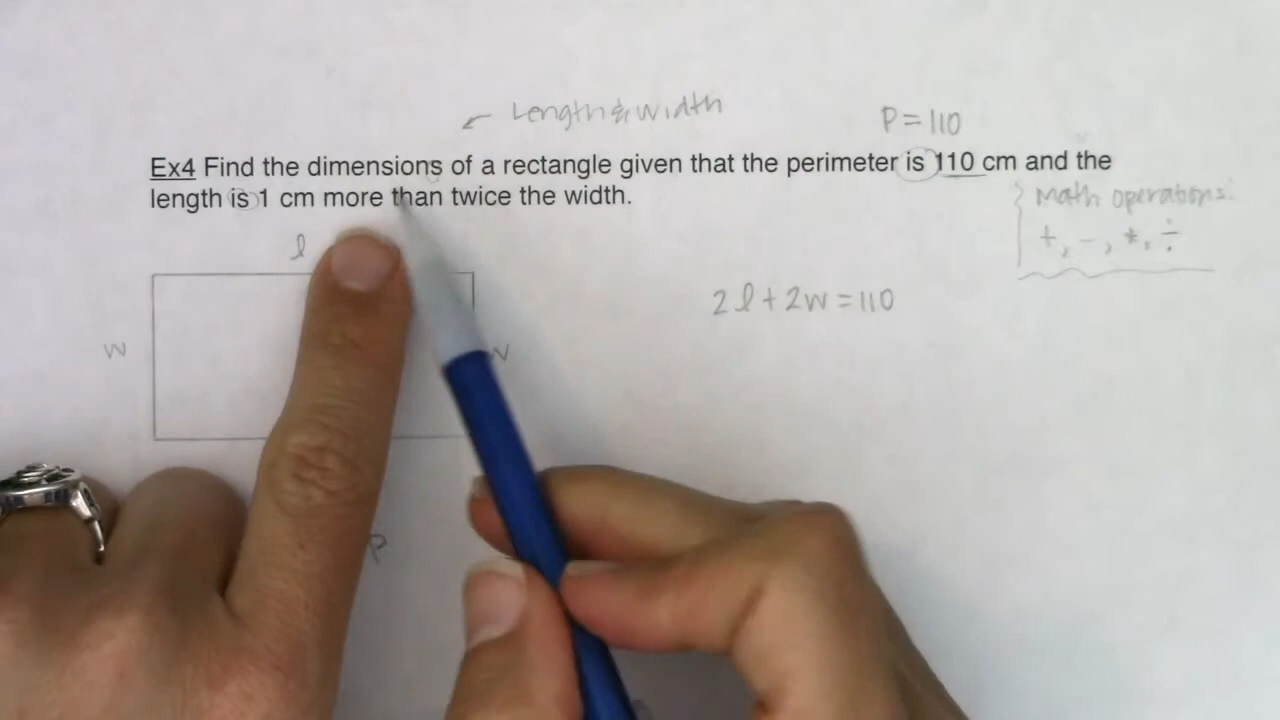 Length & width
P = 110
Ex4 Find the dimensions of a rectangle given that the perimeter is 110 cm and the
length is 1 cm more than twice the width.
Math operations:
+, -, *, ÷
l
2l + 2w = 110
w
w
P